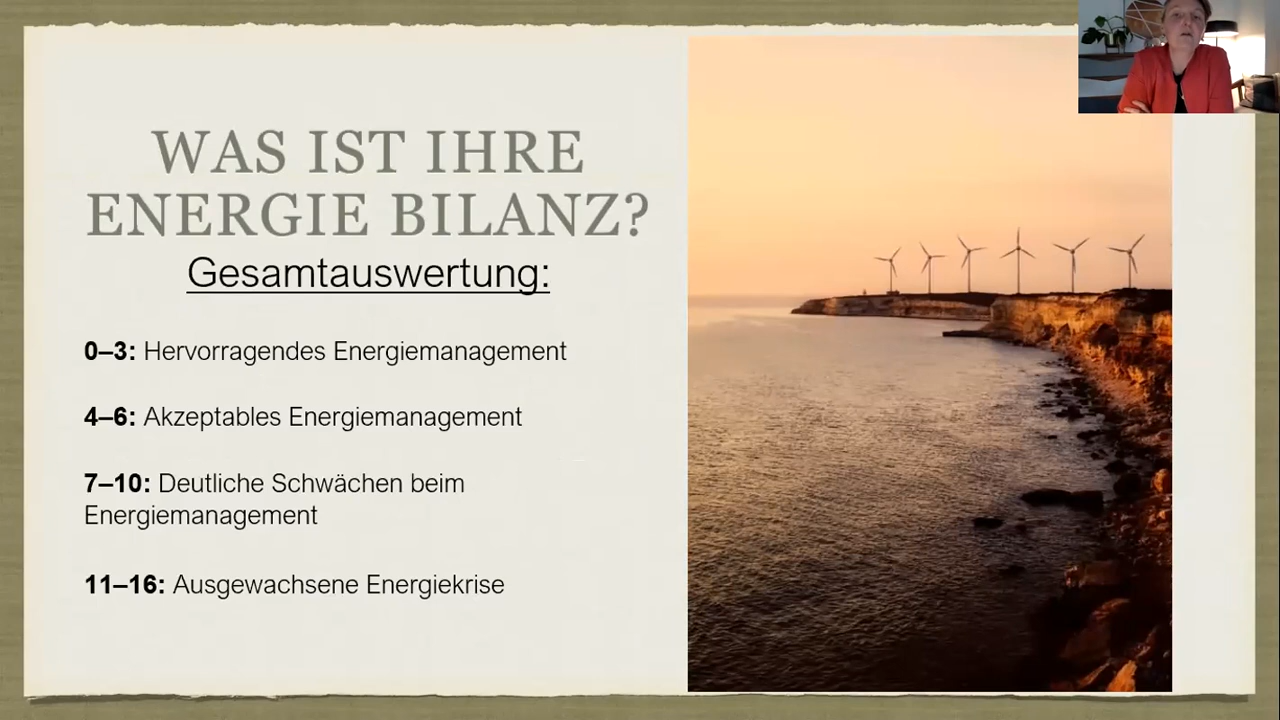 WAS IST IHRE
ENERGIE BILANZ?
Gesamtauswertung:
0–3: Hervorragendes Energiemanagement
4–6: Akzeptables Energiemanagement
7–10: Deutliche Schwächen beim
Energiemanagement
11–16: Ausgewachsene Energiekrise